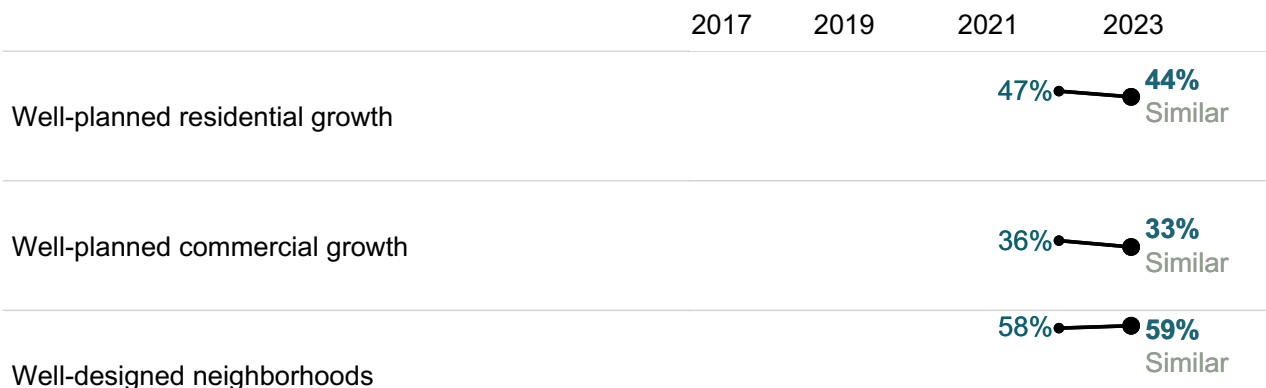 2017 2019 2021 2023
47% 44%
Well-planned residential growth Similar
36% 33%
Well-planned commercial growth Similar
58% 59%
Similar
Well-designed neighborhoods